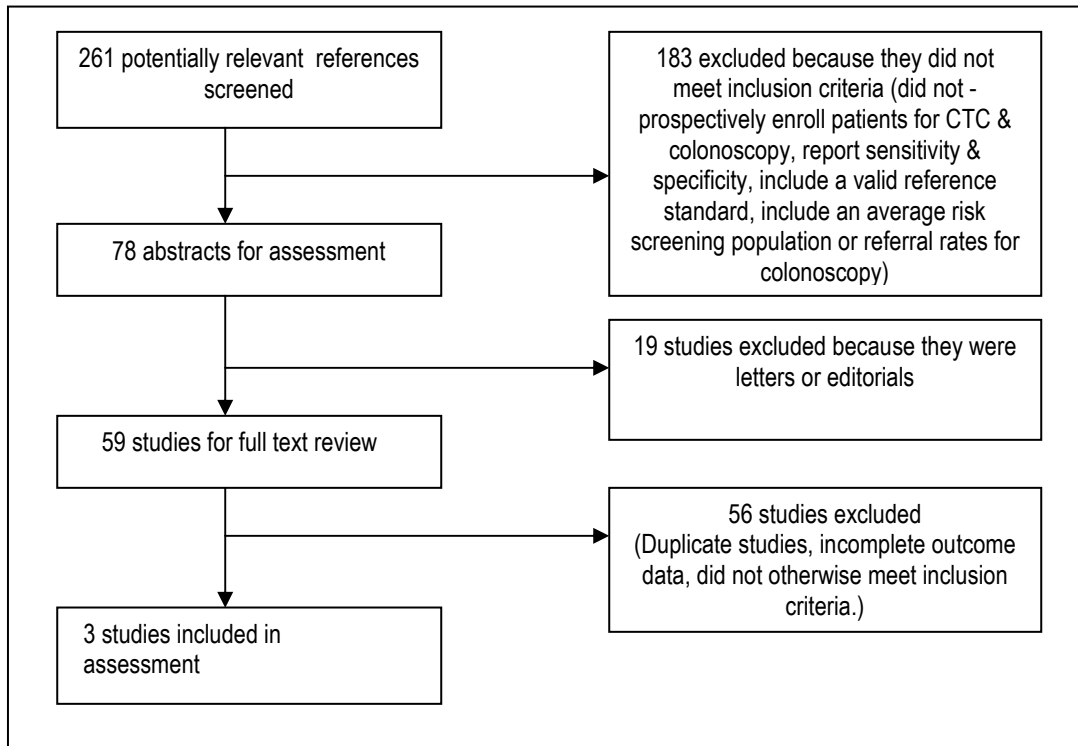 261 potentially relevant references
screened
183 excluded because they did not
meet inclusion criteria (did not -
prospectively enroll patients for CTC &
colonoscopy, report sensitivity &
specificity, include a valid reference
standard, include an average risk
screening population or referral rates for
colonoscopy)
78 abstracts for assessment
19 studies excluded because they were
letters or editorials
59 studies for full text review
56 studies excluded
(Duplicate studies, incomplete outcome
data, did not otherwise meet inclusion
criteria.)
3 studies included in
assessment